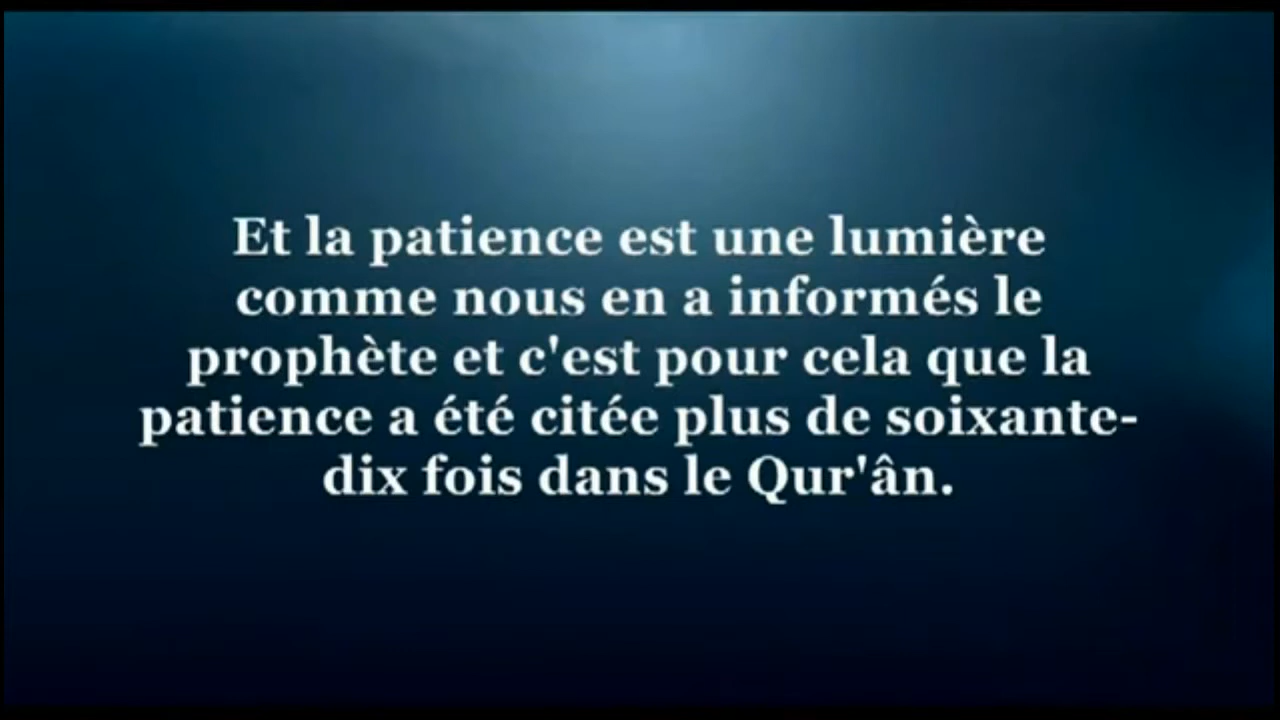 Et la patience est une lumière
comme nous en a informés le
prophète et c'est pour cela que la
patience a été citée plus de soixante-
dix fois dans le Qur'ân.